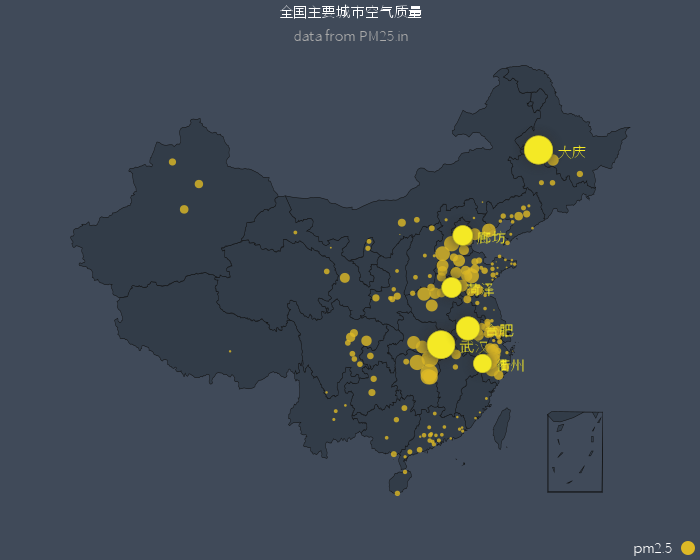 全国主要城市空气质量
data from PM25.in
大庆
廊坊
菏泽
合肥
武汉
衢州
pm2.5